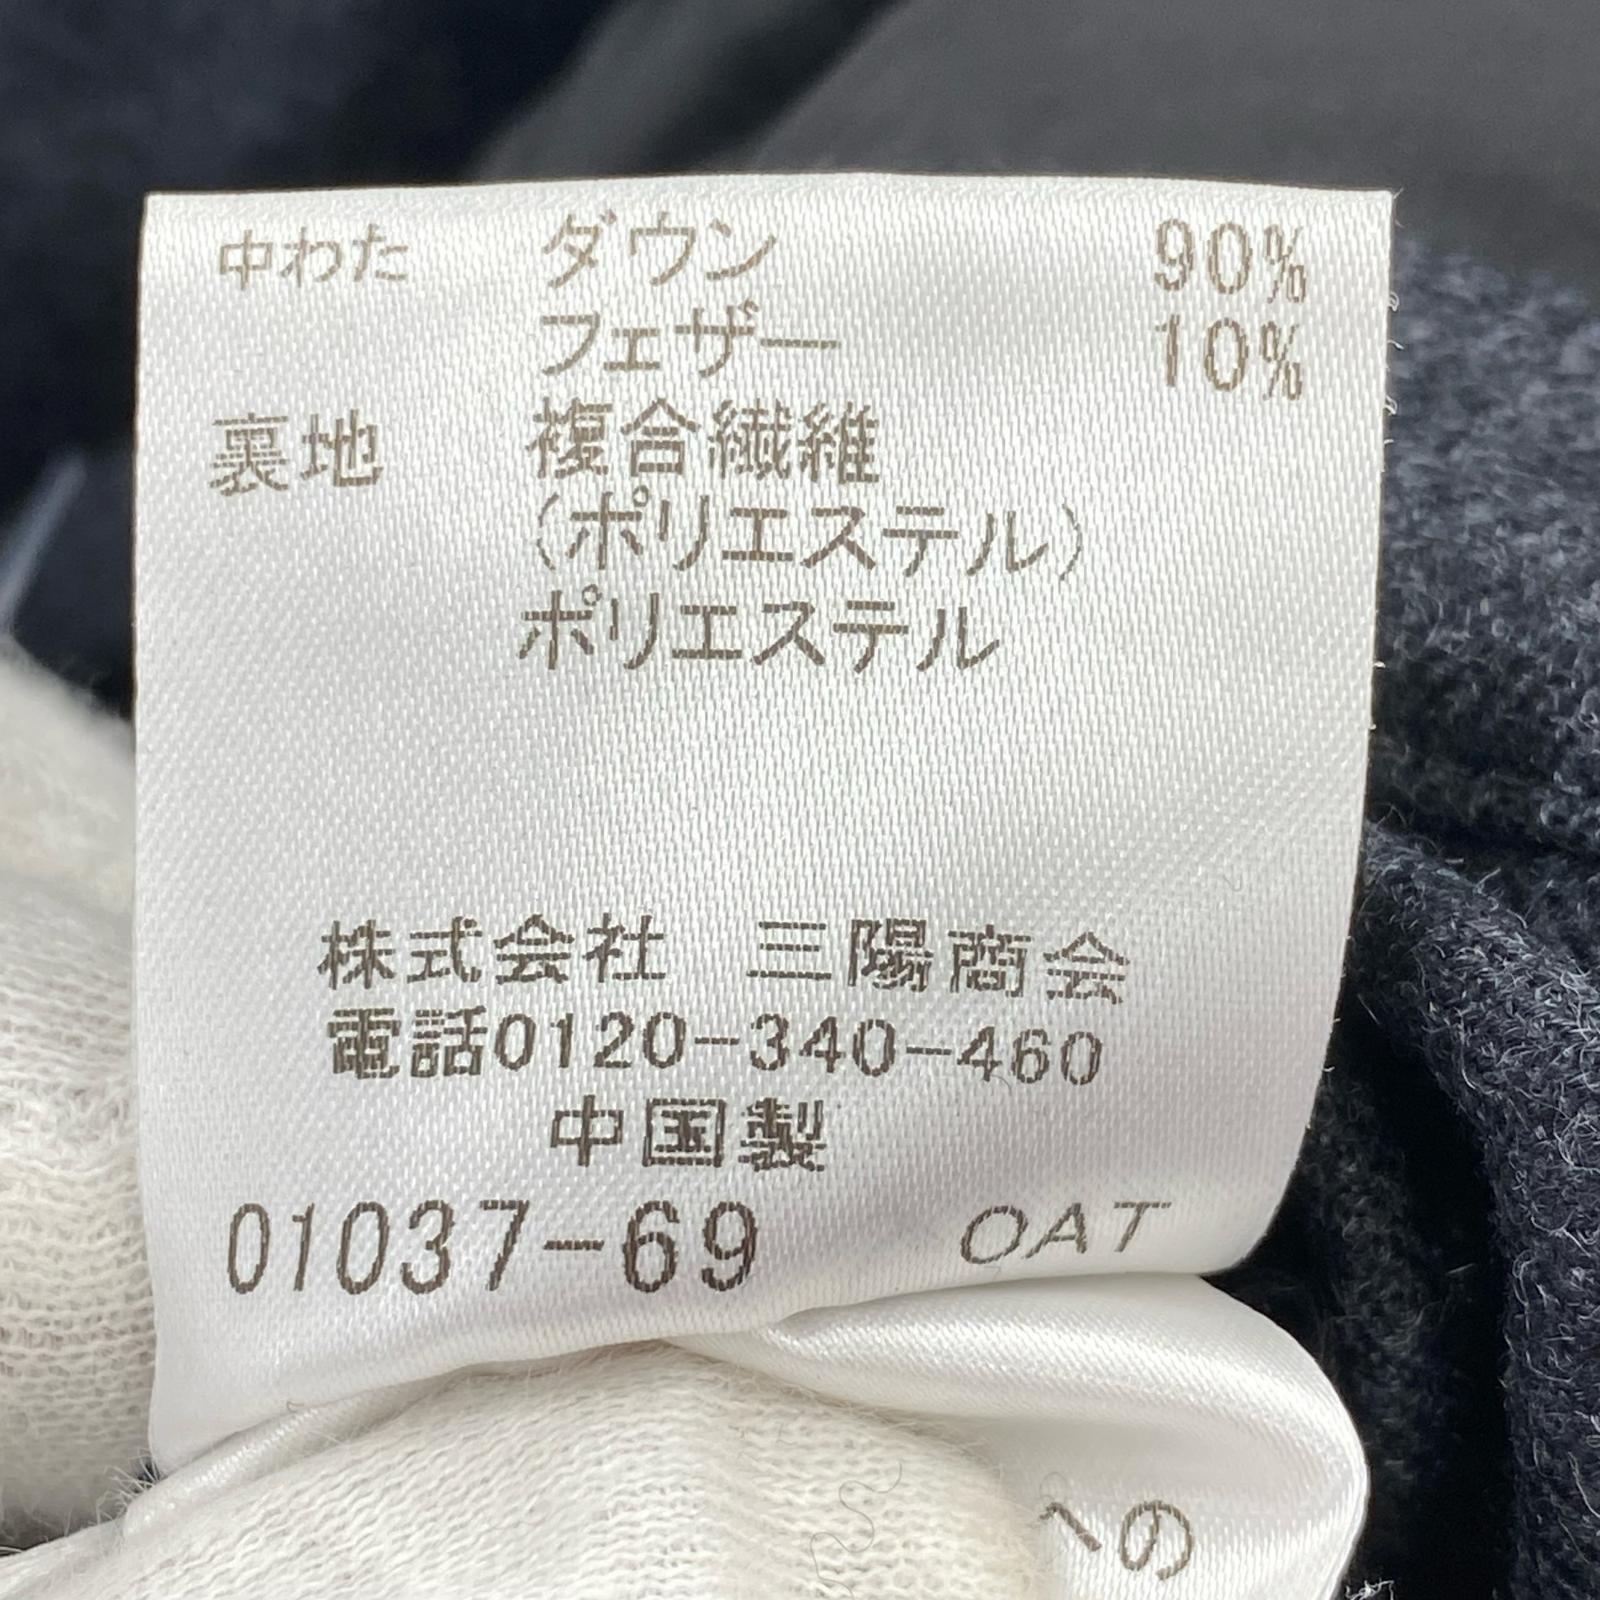 中わた ダウン 90%
フェザー 10%
裏地 複合繊維
(ポリエステル)
ポリエステル
株式会社 三陽商会
電話0120-340-460
中国製
01037-69 OAT
の